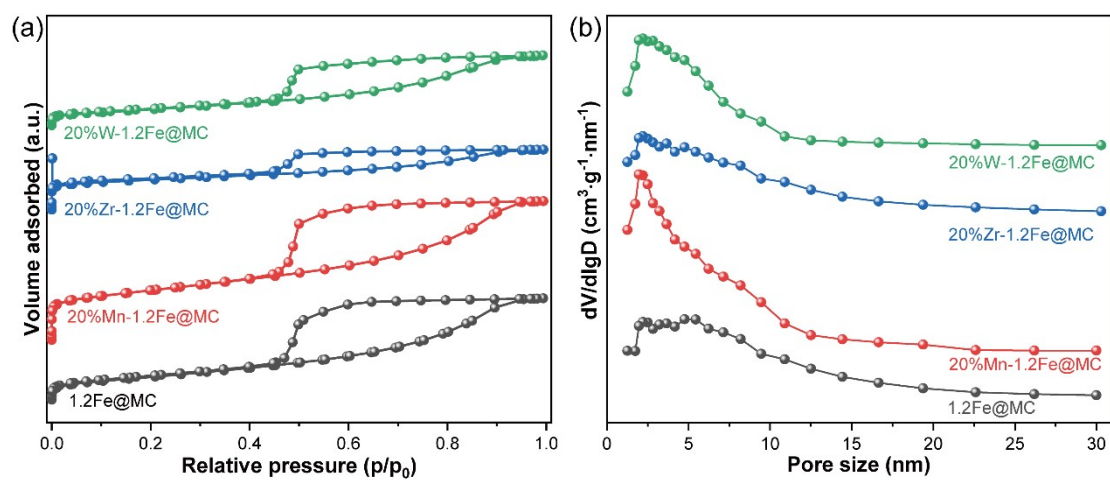 (a)
Volume adsorbed (a.u.)
20%W-1.2Fe@MC
20%Zr-1.2Fe@MC
20%Mn-1.2Fe@MC
1.2Fe@MC
0.0 0.2 0.4 0.6 0.8 1.0
Relative pressure (p/p₀)
(b)
dV/dlgD (cm³·g⁻¹·nm⁻¹)
20%W-1.2Fe@MC
20%Zr-1.2Fe@MC
20%Mn-1.2Fe@MC
1.2Fe@MC
0 5 10 15 20 25 30
Pore size (nm)